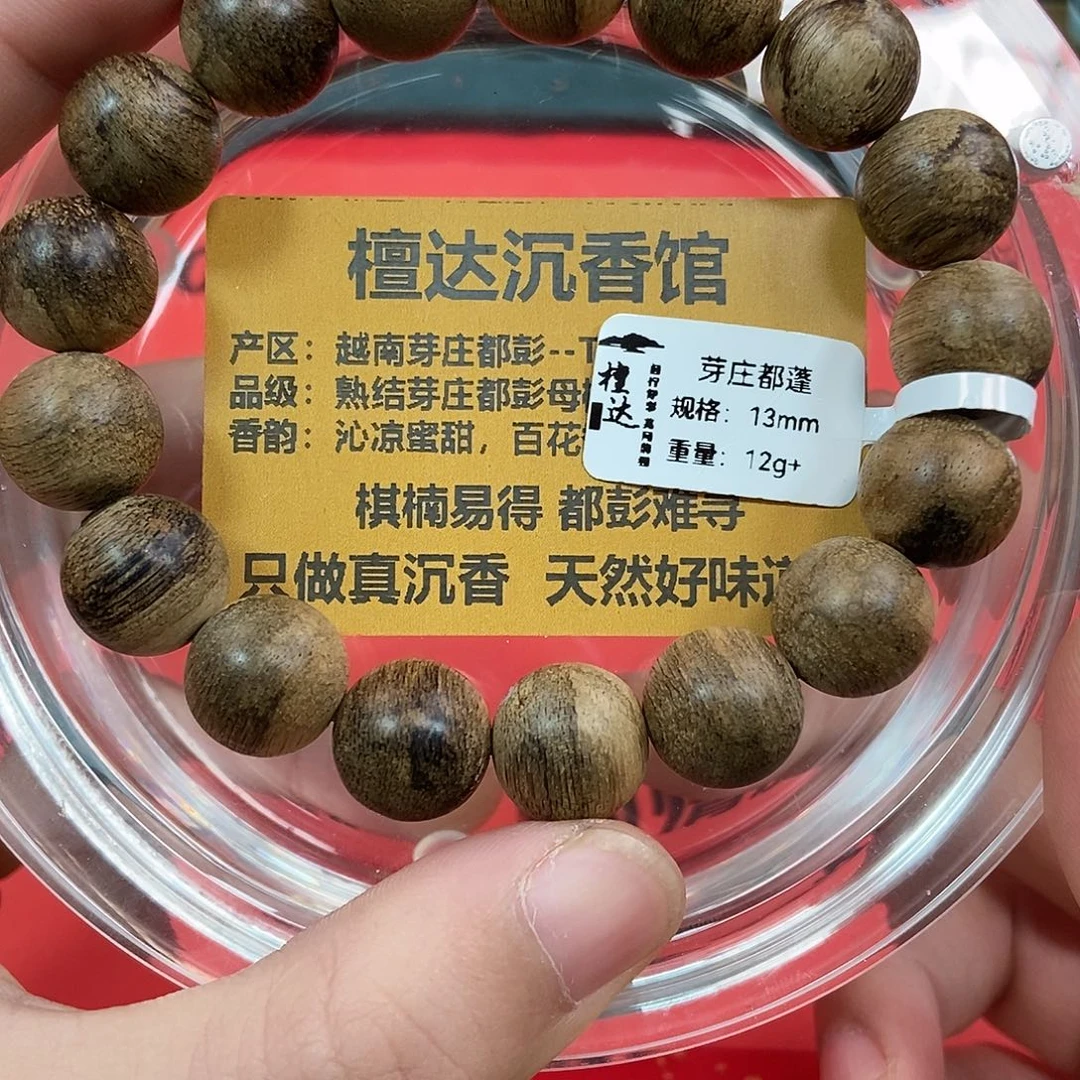 檀达沉香馆
产区：越南芽庄都彭--T
品级：熟结芽庄都彭母
香韵：沁凉蜜甜，百花
棋楠易得 都彭难寻
只做真沉香 天然好味道
檀达
芽庄都蓬
规格：13mm
重量：12g+